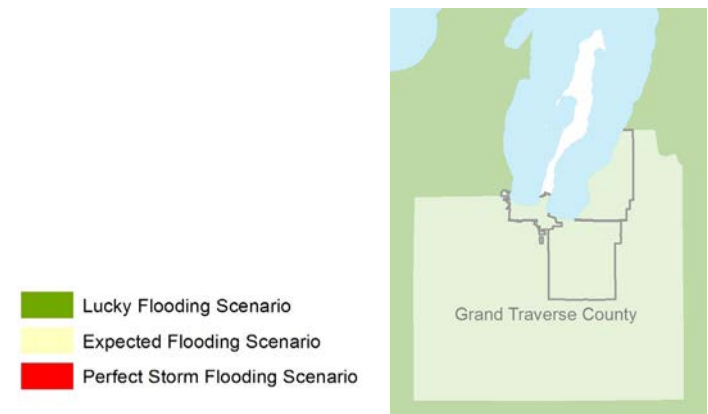 Lucky Flooding Scenario
Expected Flooding Scenario
Perfect Storm Flooding Scenario
Grand Traverse County